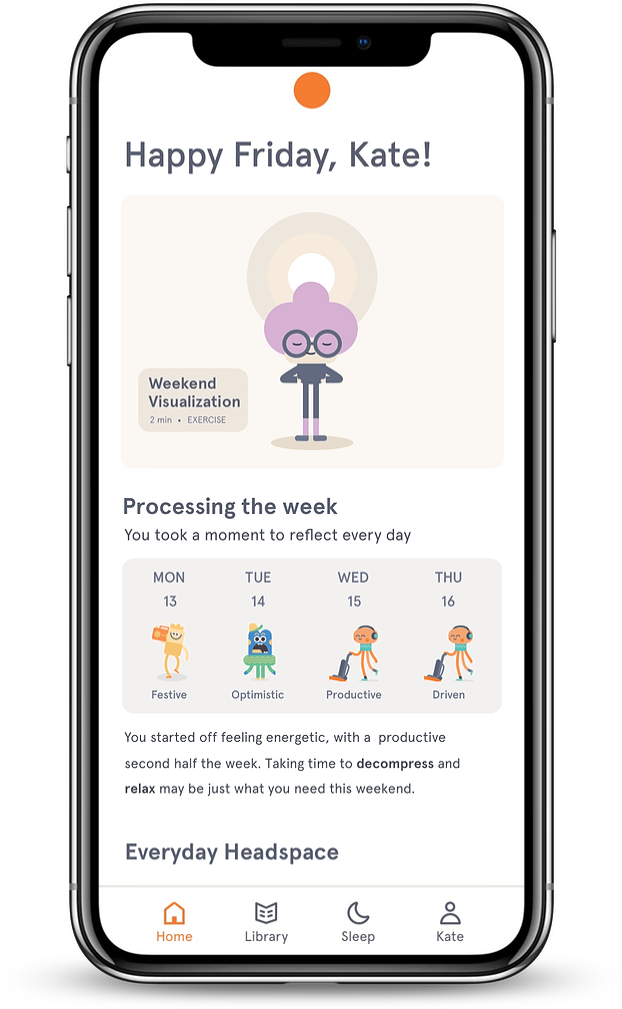 Happy Friday, Kate!
Weekend
Visualization
2 min • EXERCISE
Processing the week
You took a moment to reflect every day
MON TUE WED THU
13 14 15 16
Festive Optimistic Productive Driven
You started off feeling energetic, with a  productive
second half the week. Taking time to decompress and
relax may be just what you need this weekend.
Everyday Headspace
Home Library Sleep Kate